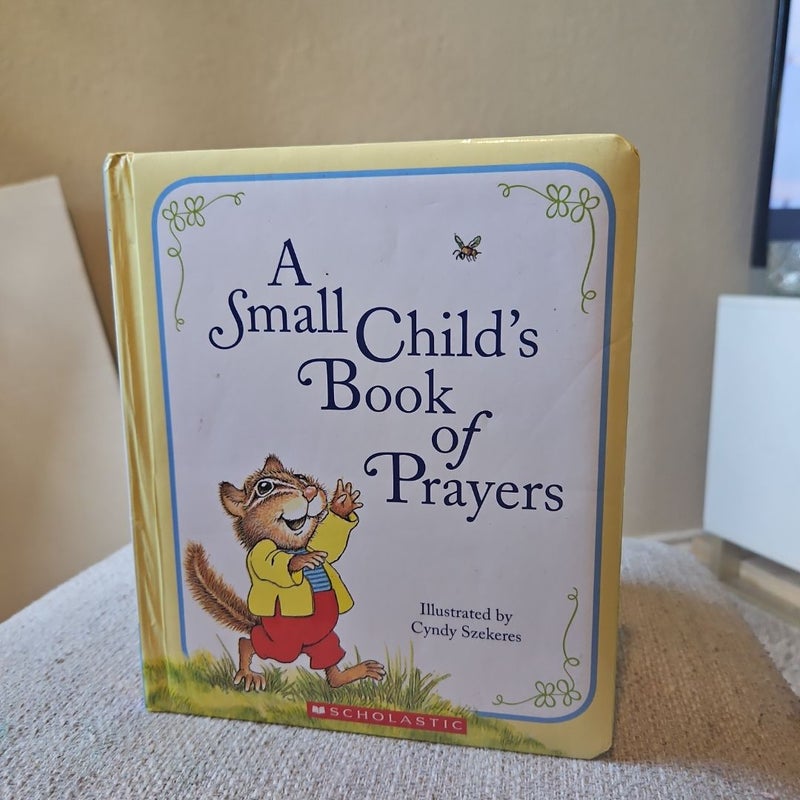 A
Small Child's
Book
of
Prayers
Illustrated by
Cyndy Szekeres
SCHOLASTIC